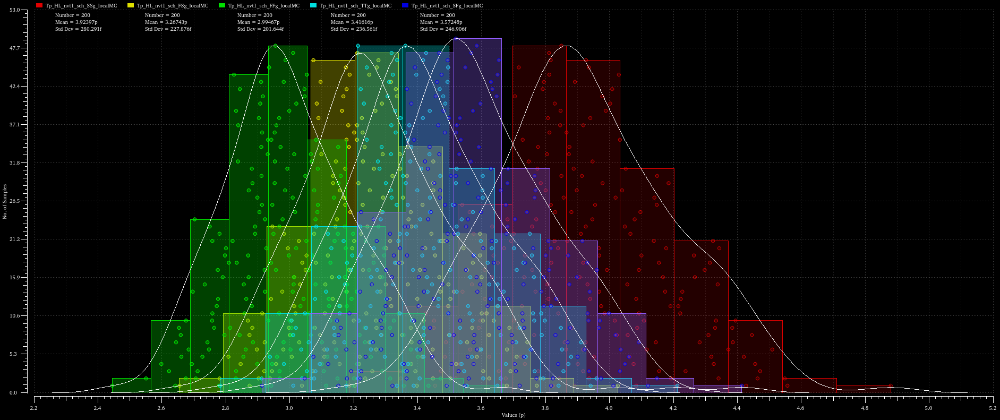 Tp_HL_nvt1_sch_SSg_localMC Tp_HL_nvt1_sch_FSg_localMC Tp_HL_nvt1_sch_FFg_localMC Tp_HL_nvt1_sch_TTg_localMC Tp_HL_nvt1_sch_SFg_localMC
Number = 200 Number = 200 Number = 200 Number = 200 Number = 200
Mean = 3.92397p Mean = 3.26743p Mean = 2.99467p Mean = 3.41616p Mean = 3.57248p
Std Dev = 280.291f Std Dev = 227.876f Std Dev = 201.644f Std Dev = 236.561f Std Dev = 246.906f
53.0
47.7
42.4
37.1
31.8
26.5
21.2
15.9
10.6
5.3
0.0
No. of Samples
2.2 2.4 2.6 2.8 3.0 3.2 3.4 3.6 3.8 4.0 4.2 4.4 4.6 4.8 5.0 5.2
Values (p)